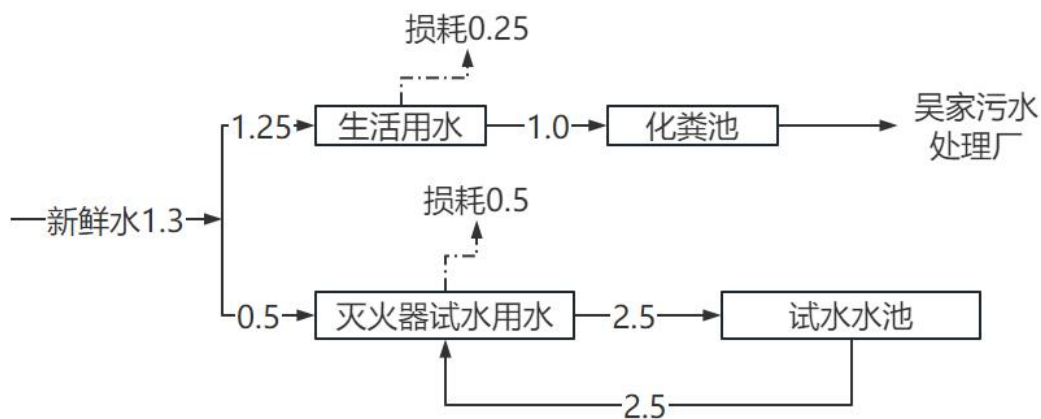 损耗0.25
1.25
生活用水
1.0
化粪池
吴家污水
处理厂
新鲜水1.3
损耗0.5
0.5
灭火器试水用水
2.5
试水水池
2.5